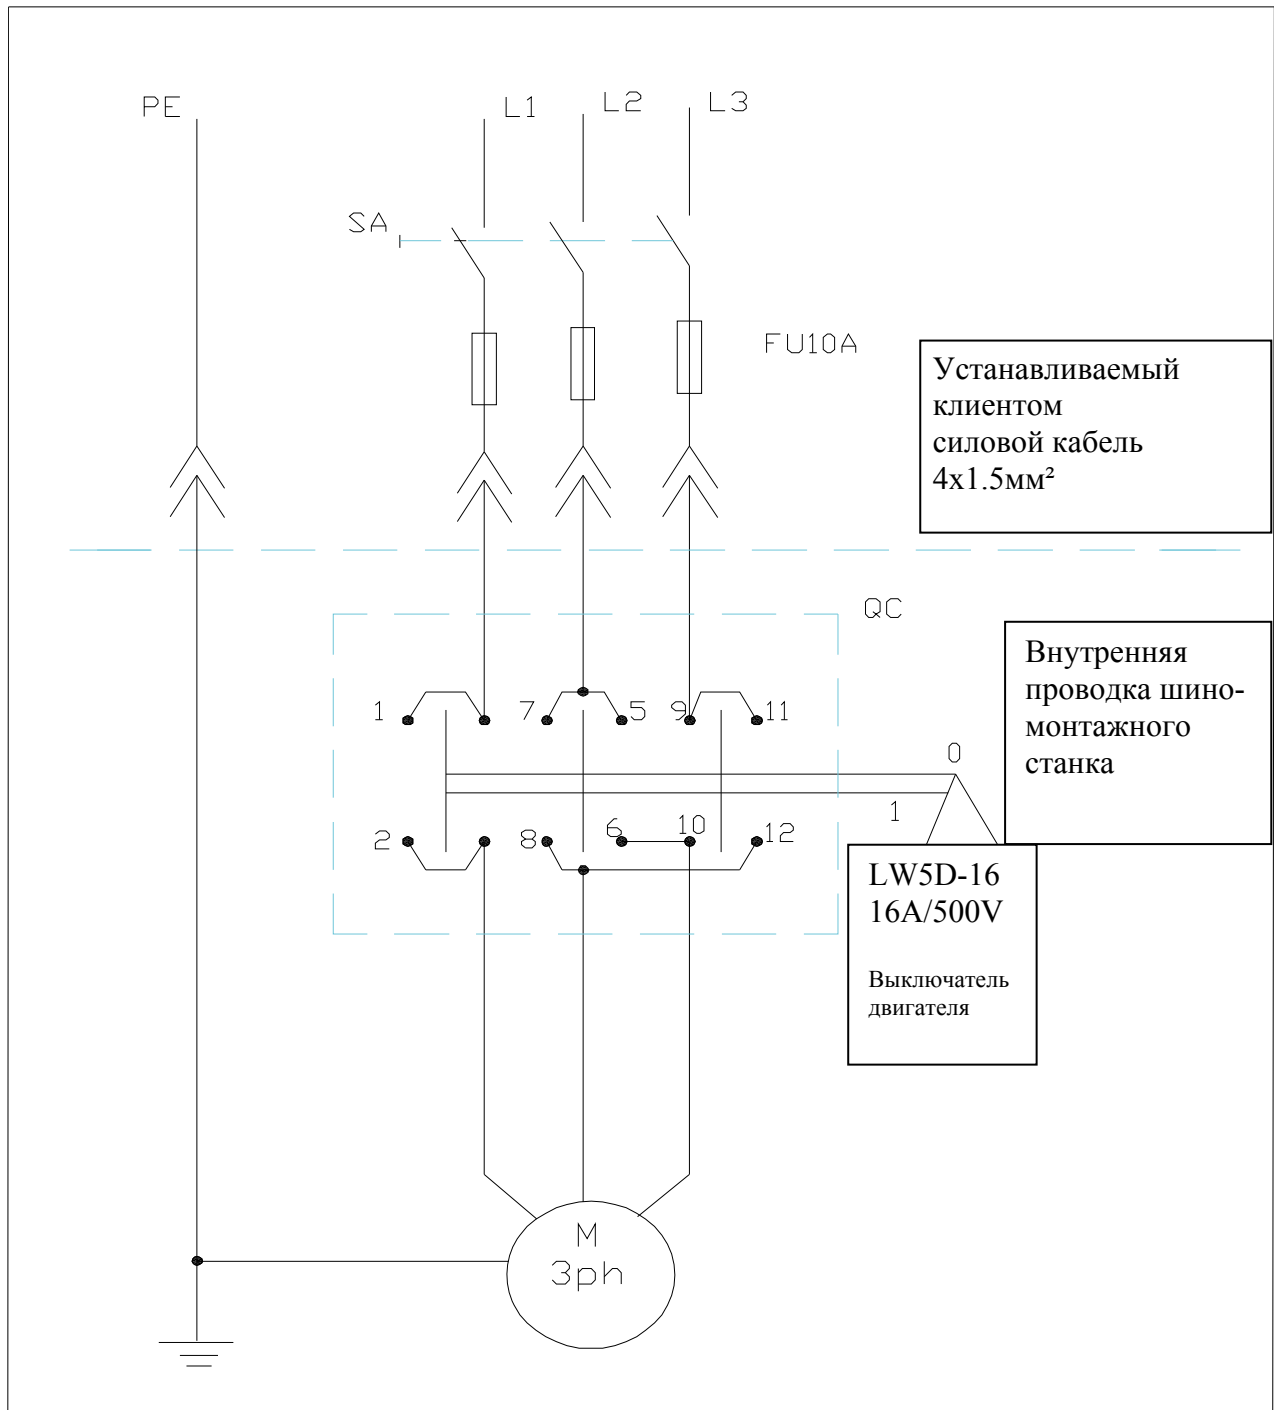 PE
L1
L2
L3
SA
FU10A
Устанавливаемый
клиентом
силовой кабель
4x1.5мм²
QC
Внутренняя
проводка шино-
монтажного
станка
1
7
5
9
11
0
1
2
8
6
10
12
LW5D-16
16A/500V
Выключатель
двигателя
M
3ph